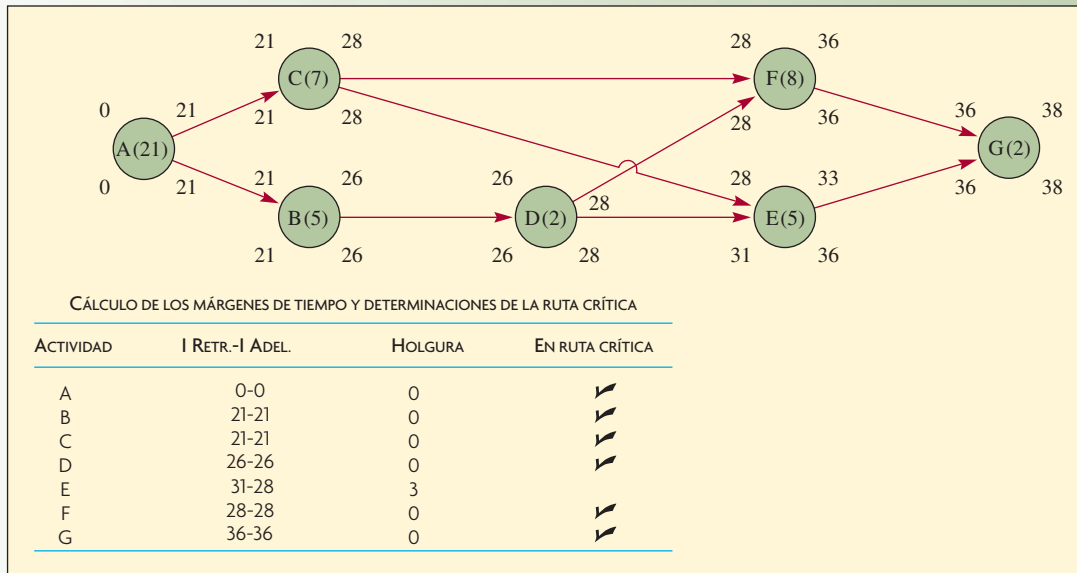 21 28 28 36
C(7) F(8)
0 21 21 28 28 36 36 38
A(21) G(2)
0 21 21 26 26 28 33 36 38
B(5) D(2) 28 E(5)
21 26 26 28 31 36
CÁLCULO DE LOS MÁRGENES DE TIEMPO Y DETERMINACIONES DE LA RUTA CRÍTICA
ACTIVIDAD I RETR.-I ADEL. HOLGURA EN RUTA CRÍTICA
A 0-0 0 ✔
B 21-21 0 ✔
C 21-21 0 ✔
D 26-26 0 ✔
E 31-28 3
F 28-28 0 ✔
G 36-36 0 ✔